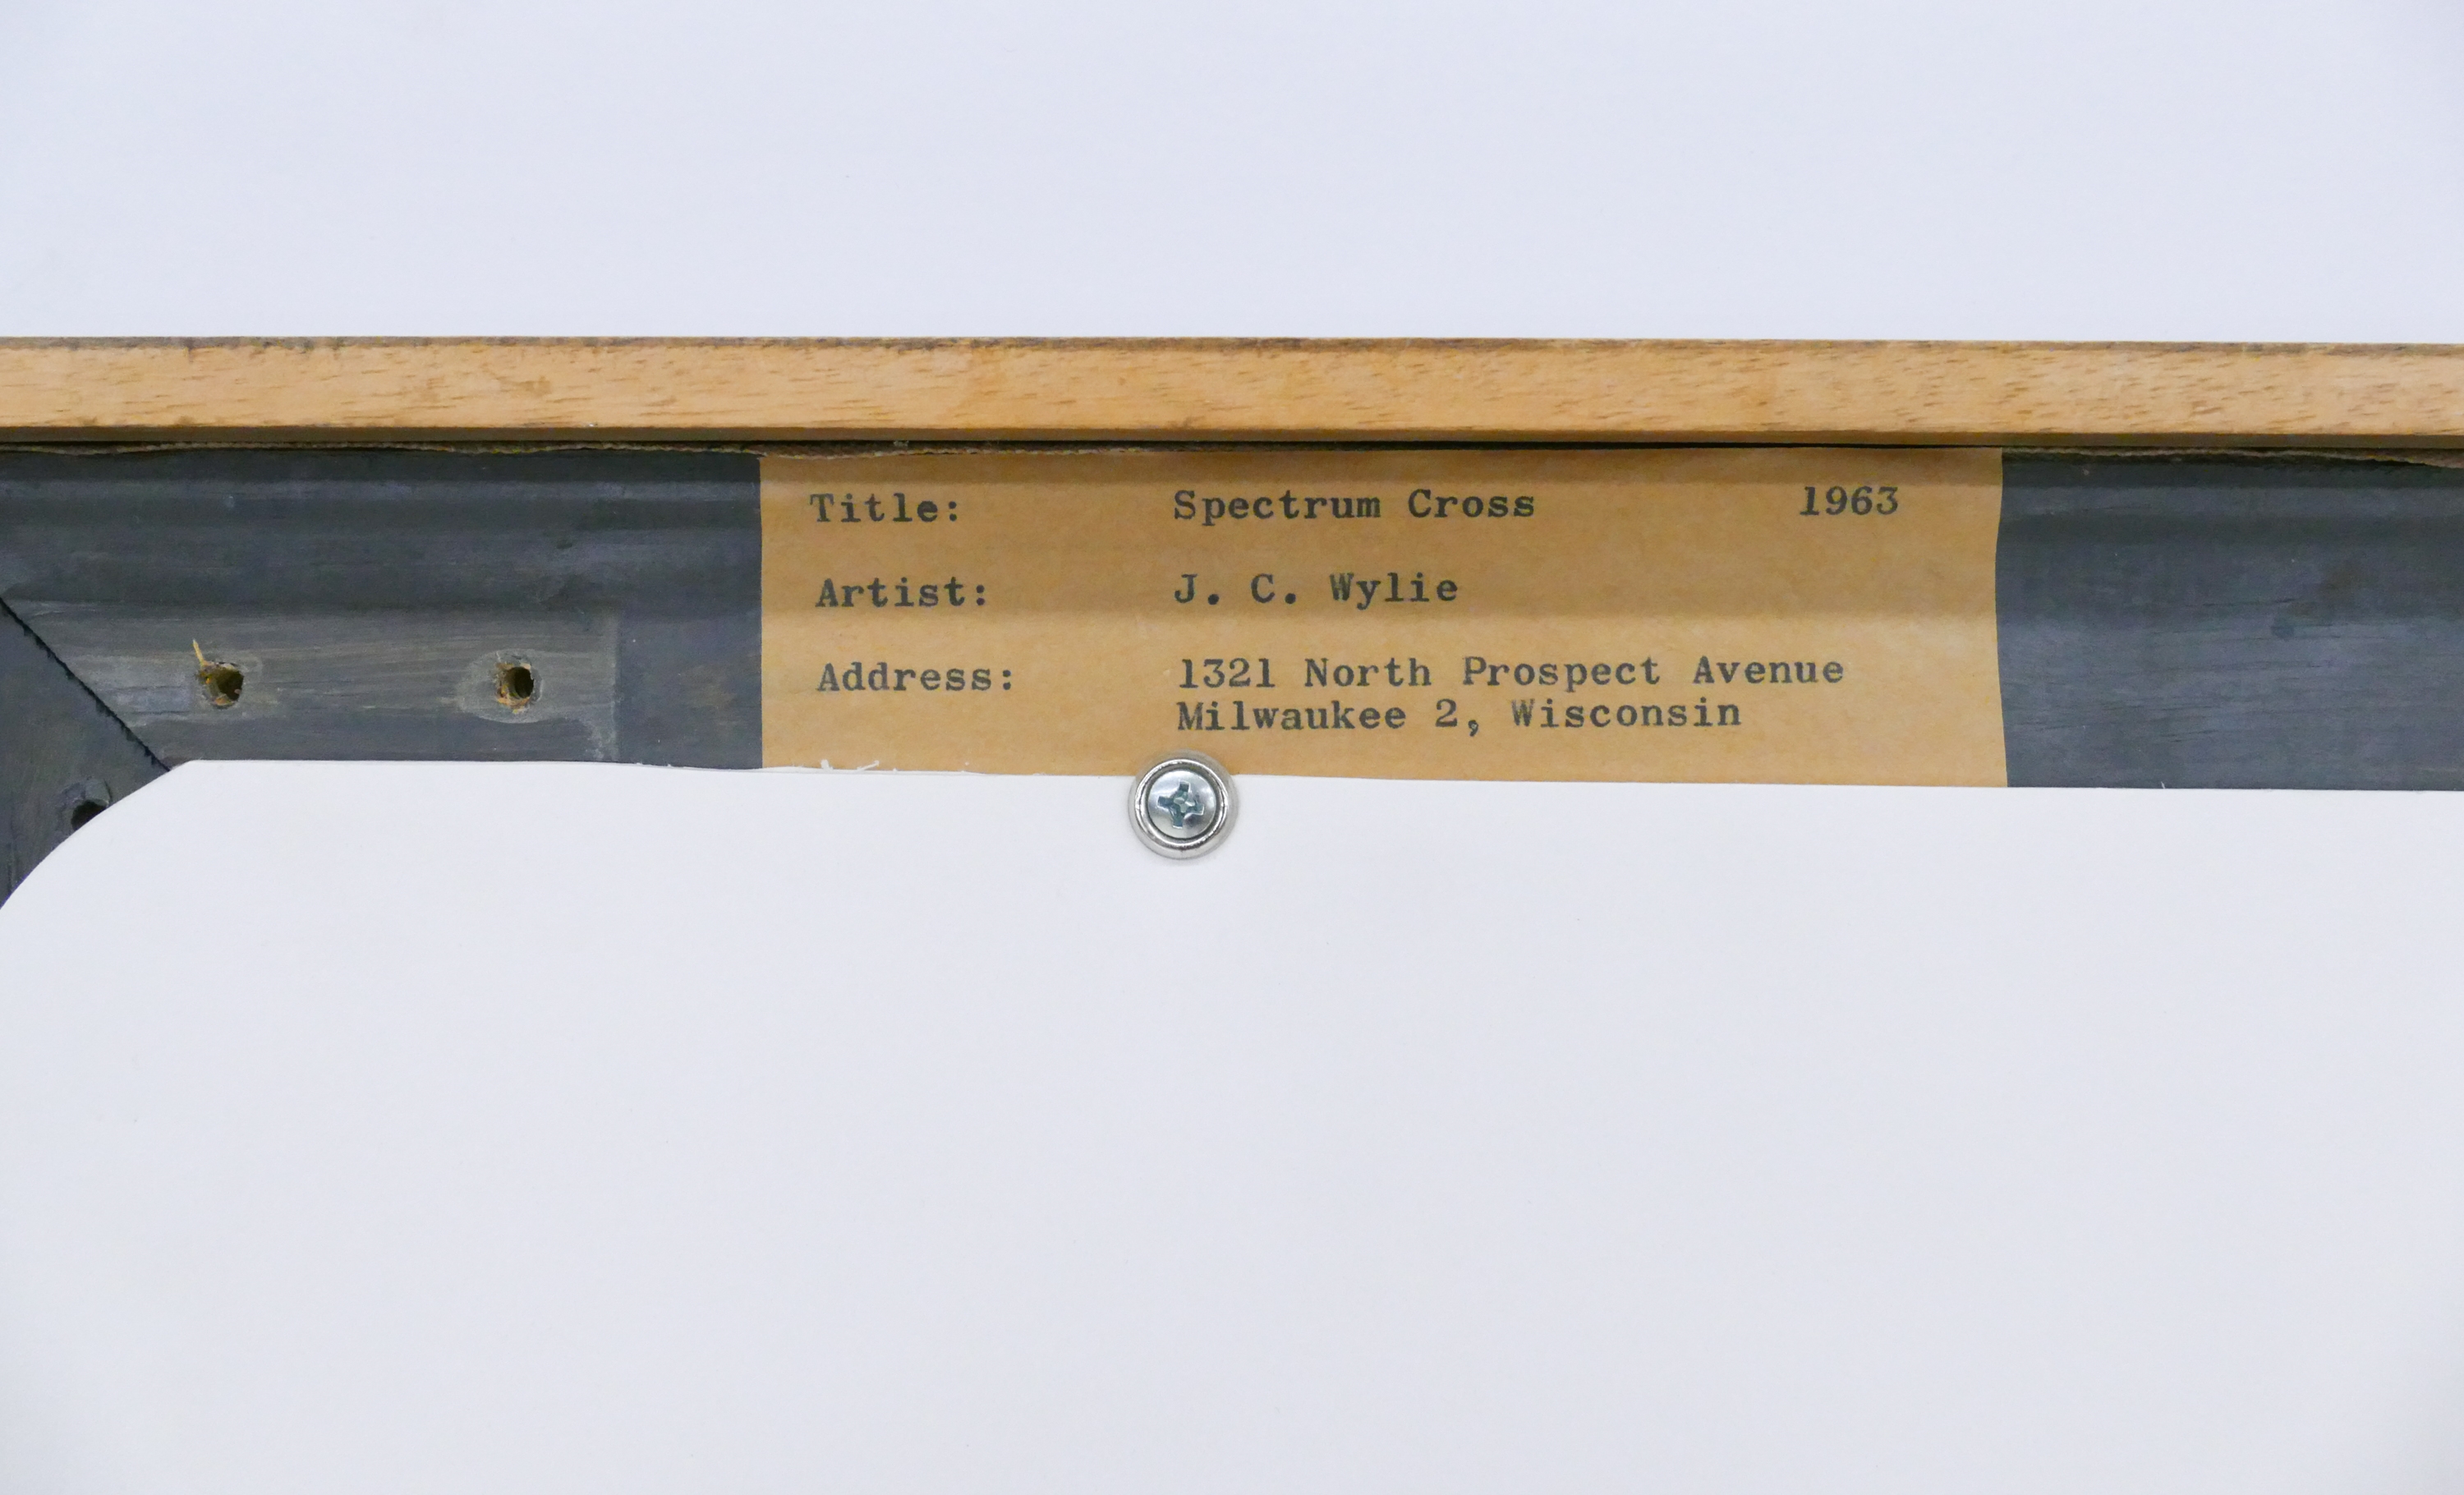 Title: Spectrum Cross 1963
Artist: J. C. Wylie
Address: 1321 North Prospect Avenue
Milwaukee 2, Wisconsin